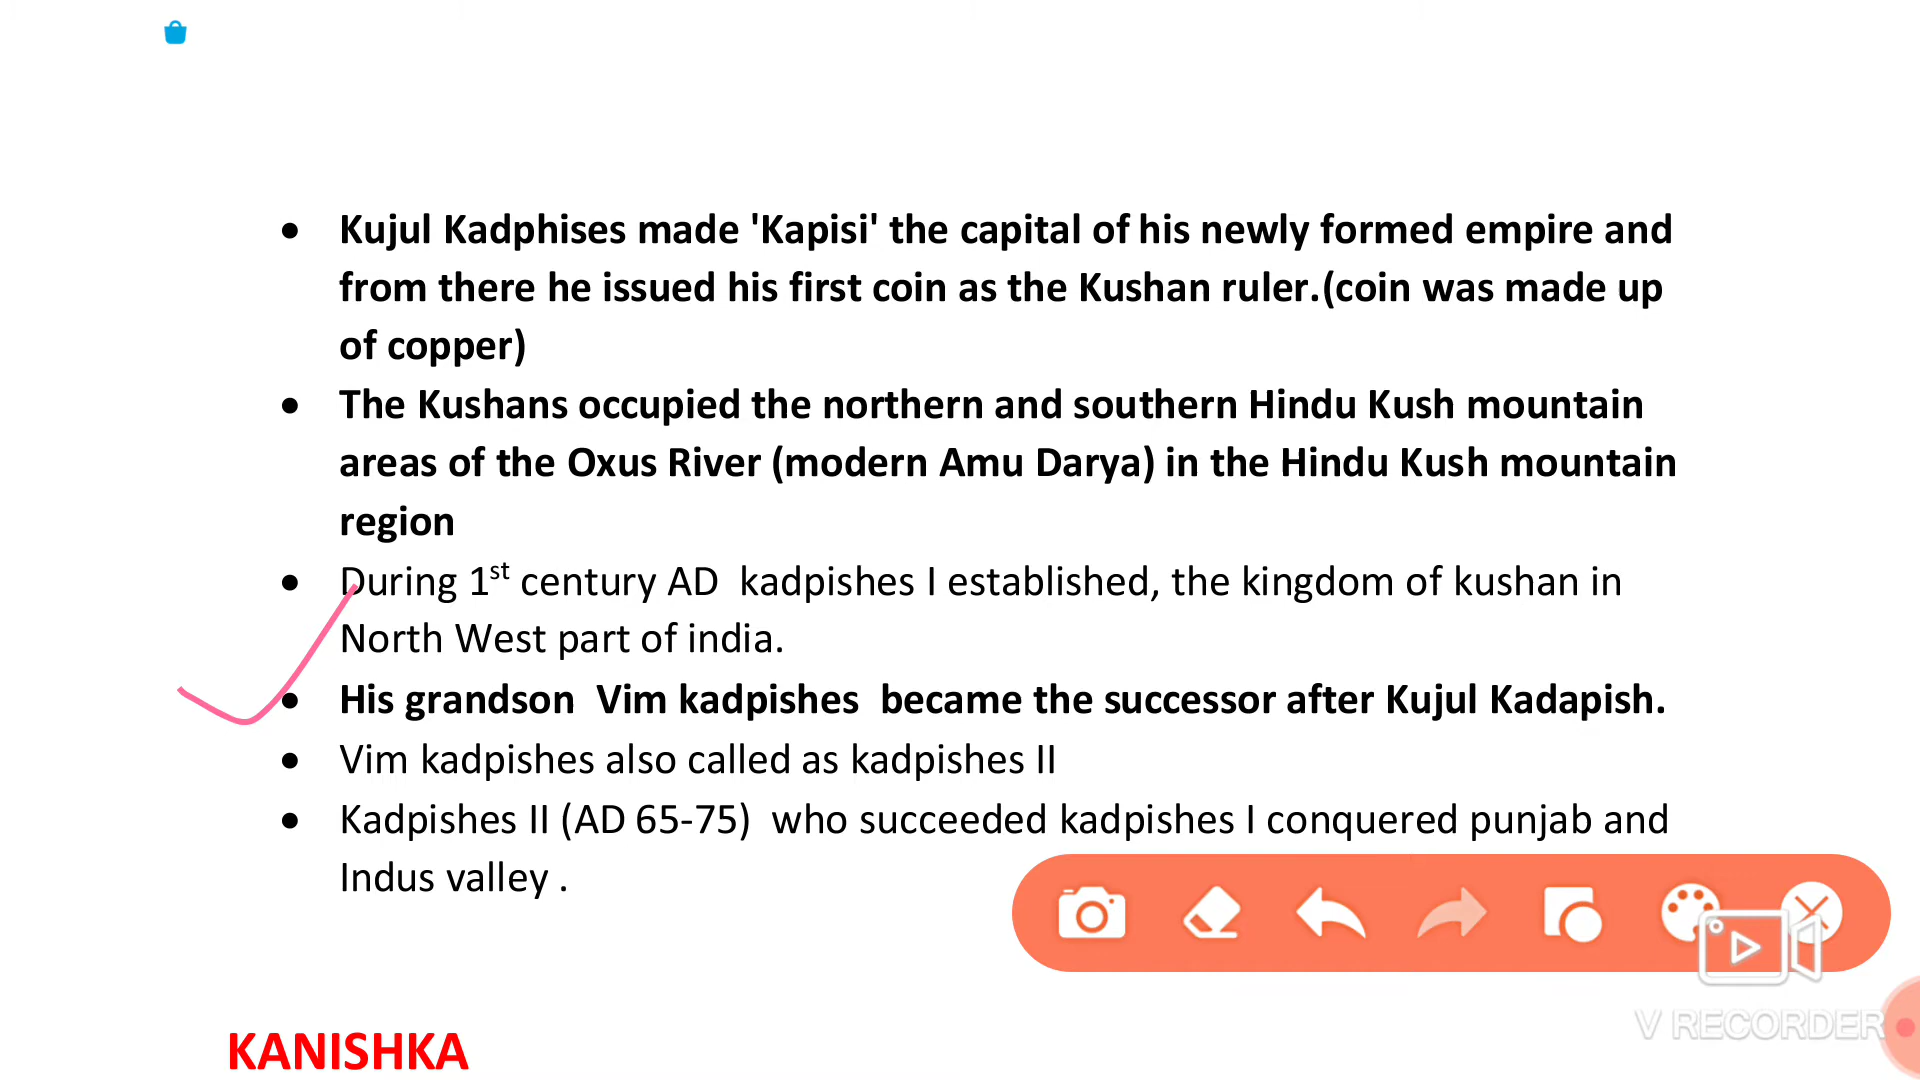 • Kujul Kadphises made 'Kapisi' the capital of his newly formed empire and
from there he issued his first coin as the Kushan ruler.(coin was made up
of copper)
• The Kushans occupied the northern and southern Hindu Kush mountain
areas of the Oxus River (modern Amu Darya) in the Hindu Kush mountain
region
• During 1st century AD  kadpishes I established, the kingdom of kushan in
North West part of india.
• His grandson  Vim kadpishes  became the successor after Kujul Kadapish.
• Vim kadpishes also called as kadpishes II
• Kadpishes II (AD 65-75)  who succeeded kadpishes I conquered punjab and
Indus valley .
V RECORDER
KANISHKA